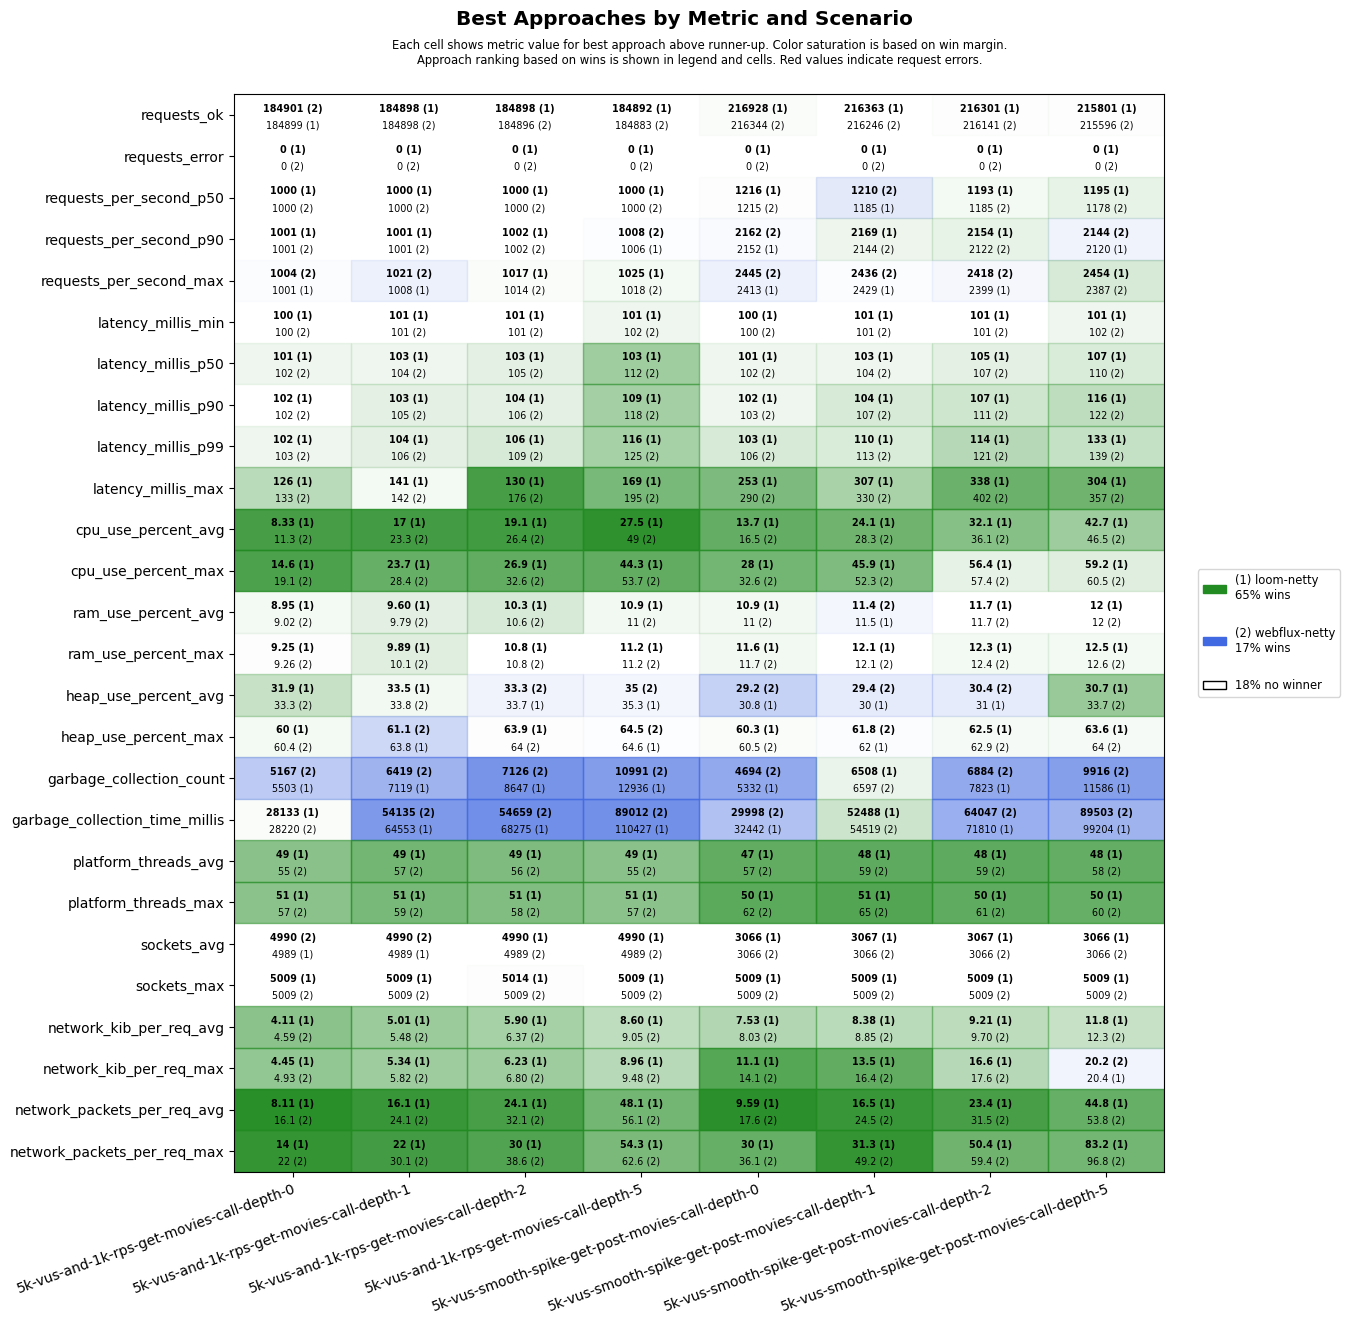 Best Approaches by Metric and Scenario
Each cell shows metric value for best approach above runner-up. Color saturation is based on win margin.
Approach ranking based on wins is shown in legend and cells. Red values indicate request errors.
requests_ok
184901 (2) 184898 (1) 184898 (1) 184892 (1) 216928 (1) 216363 (1) 216301 (1) 215801 (1)
184899 (1) 184898 (2) 184896 (2) 184883 (2) 216344 (2) 216246 (2) 216141 (2) 215596 (2)
requests_error
0 (1) 0 (1) 0 (1) 0 (1) 0 (1) 0 (1) 0 (1) 0 (1)
0 (2) 0 (2) 0 (2) 0 (2) 0 (2) 0 (2) 0 (2) 0 (2)
requests_per_second_p50
1000 (1) 1000 (1) 1000 (1) 1000 (1) 1216 (1) 1210 (2) 1193 (1) 1195 (1)
1000 (2) 1000 (2) 1000 (2) 1000 (2) 1215 (2) 1185 (1) 1185 (2) 1178 (2)
requests_per_second_p90
1001 (1) 1001 (1) 1002 (1) 1008 (2) 2162 (2) 2169 (1) 2154 (1) 2144 (2)
1001 (2) 1001 (2) 1002 (2) 1006 (1) 2152 (1) 2144 (2) 2122 (2) 2120 (1)
requests_per_second_max
1004 (2) 1021 (2) 1017 (1) 1025 (1) 2445 (2) 2436 (2) 2418 (2) 2454 (1)
1001 (1) 1008 (1) 1014 (2) 1018 (2) 2413 (1) 2429 (1) 2399 (1) 2387 (2)
latency_millis_min
100 (1) 101 (1) 101 (1) 101 (1) 100 (1) 101 (1) 101 (1) 101 (1)
100 (2) 101 (2) 101 (2) 102 (2) 100 (2) 101 (2) 101 (2) 102 (2)
latency_millis_p50
101 (1) 103 (1) 103 (1) 103 (1) 101 (1) 103 (1) 105 (1) 107 (1)
102 (2) 104 (2) 105 (2) 112 (2) 102 (2) 104 (2) 107 (2) 110 (2)
latency_millis_p90
102 (1) 103 (1) 104 (1) 109 (1) 102 (1) 104 (1) 107 (1) 116 (1)
102 (2) 105 (2) 106 (2) 118 (2) 103 (2) 107 (2) 111 (2) 122 (2)
latency_millis_p99
102 (1) 104 (1) 106 (1) 116 (1) 103 (1) 110 (1) 114 (1) 133 (1)
103 (2) 106 (2) 109 (2) 125 (2) 106 (2) 113 (2) 121 (2) 139 (2)
latency_millis_max
126 (1) 141 (1) 130 (1) 169 (1) 253 (1) 307 (1) 338 (1) 304 (1)
133 (2) 142 (2) 176 (2) 195 (2) 290 (2) 330 (2) 402 (2) 357 (2)
cpu_use_percent_avg
8.33 (1) 17 (1) 19.1 (1) 27.5 (1) 13.7 (1) 24.1 (1) 32.1 (1) 42.7 (1)
11.3 (2) 23.3 (2) 26.4 (2) 49 (2) 16.5 (2) 28.3 (2) 36.1 (2) 46.5 (2)
cpu_use_percent_max
14.6 (1) 23.7 (1) 26.9 (1) 44.3 (1) 28 (1) 45.9 (1) 56.4 (1) 59.2 (1)
19.1 (2) 28.4 (2) 32.6 (2) 53.7 (2) 32.6 (2) 52.3 (2) 57.4 (2) 60.5 (2)
ram_use_percent_avg
8.95 (1) 9.60 (1) 10.3 (1) 10.9 (1) 10.9 (1) 11.4 (2) 11.7 (1) 12 (1)
9.02 (2) 9.79 (2) 10.6 (2) 11 (2) 11 (2) 11.5 (1) 11.7 (2) 12 (2)
ram_use_percent_max
9.25 (1) 9.89 (1) 10.8 (1) 11.2 (1) 11.6 (1) 12.1 (1) 12.3 (1) 12.5 (1)
9.26 (2) 10.1 (2) 10.8 (2) 11.2 (2) 11.7 (2) 12.1 (2) 12.4 (2) 12.6 (2)
heap_use_percent_avg
31.9 (1) 33.5 (1) 33.3 (2) 35 (2) 29.2 (2) 29.4 (2) 30.4 (2) 30.7 (1)
33.3 (2) 33.8 (2) 33.7 (1) 35.3 (1) 30.8 (1) 30 (1) 31 (1) 33.7 (2)
heap_use_percent_max
60 (1) 61.1 (2) 63.9 (1) 64.5 (2) 60.3 (1) 61.8 (2) 62.5 (1) 63.6 (1)
60.4 (2) 63.8 (1) 64 (2) 64.6 (1) 60.5 (2) 62 (1) 62.9 (2) 64 (2)
garbage_collection_count
5167 (2) 6419 (2) 7126 (2) 10991 (2) 4694 (2) 6508 (1) 6884 (2) 9916 (2)
5503 (1) 7119 (1) 8647 (1) 12936 (1) 5332 (1) 6597 (2) 7823 (1) 11586 (1)
garbage_collection_time_millis
28133 (1) 54135 (2) 54659 (2) 89012 (2) 29998 (2) 52488 (1) 64047 (2) 89503 (2)
28220 (2) 64553 (1) 68275 (1) 110427 (1) 32442 (1) 54519 (2) 71810 (1) 99204 (1)
platform_threads_avg
49 (1) 49 (1) 49 (1) 49 (1) 47 (1) 48 (1) 48 (1) 48 (1)
55 (2) 57 (2) 56 (2) 55 (2) 57 (2) 59 (2) 59 (2) 58 (2)
platform_threads_max
51 (1) 51 (1) 51 (1) 51 (1) 50 (1) 51 (1) 50 (1) 50 (1)
57 (2) 59 (2) 58 (2) 57 (2) 62 (2) 65 (2) 61 (2) 60 (2)
sockets_avg
4990 (2) 4990 (2) 4990 (1) 4990 (1) 3066 (1) 3067 (1) 3067 (1) 3066 (1)
4989 (1) 4989 (1) 4989 (2) 4989 (2) 3066 (2) 3066 (2) 3066 (2) 3066 (2)
sockets_max
5009 (1) 5009 (1) 5014 (1) 5009 (1) 5009 (1) 5009 (1) 5009 (1) 5009 (1)
5009 (2) 5009 (2) 5009 (2) 5009 (2) 5009 (2) 5009 (2) 5009 (2) 5009 (2)
network_kib_per_req_avg
4.11 (1) 5.01 (1) 5.90 (1) 8.60 (1) 7.53 (1) 8.38 (1) 9.21 (1) 11.8 (1)
4.59 (2) 5.48 (2) 6.37 (2) 9.05 (2) 8.03 (2) 8.85 (2) 9.70 (2) 12.3 (2)
network_kib_per_req_max
4.45 (1) 5.34 (1) 6.23 (1) 8.96 (1) 11.1 (1) 13.5 (1) 16.6 (1) 20.2 (2)
4.93 (2) 5.82 (2) 6.80 (2) 9.48 (2) 14.1 (2) 16.4 (2) 17.6 (2) 20.4 (1)
network_packets_per_req_avg
8.11 (1) 16.1 (1) 24.1 (1) 48.1 (1) 9.59 (1) 16.5 (1) 23.4 (1) 44.8 (1)
16.1 (2) 24.1 (2) 32.1 (2) 56.1 (2) 17.6 (2) 24.5 (2) 31.5 (2) 53.8 (2)
network_packets_per_req_max
14 (1) 22 (1) 30 (1) 54.3 (1) 30 (1) 31.3 (1) 50.4 (1) 83.2 (1)
22 (2) 30.1 (2) 38.6 (2) 62.6 (2) 36.1 (2) 49.2 (2) 59.4 (2) 96.8 (2)
5k-vus-and-1k-rps-get-movies-call-depth-0
5k-vus-and-1k-rps-get-movies-call-depth-1
5k-vus-and-1k-rps-get-movies-call-depth-2
5k-vus-and-1k-rps-get-movies-call-depth-5
5k-vus-smooth-spike-get-post-movies-call-depth-0
5k-vus-smooth-spike-get-post-movies-call-depth-1
5k-vus-smooth-spike-get-post-movies-call-depth-2
5k-vus-smooth-spike-get-post-movies-call-depth-5
(1) loom-netty
65% wins
(2) webflux-netty
17% wins
18% no winner